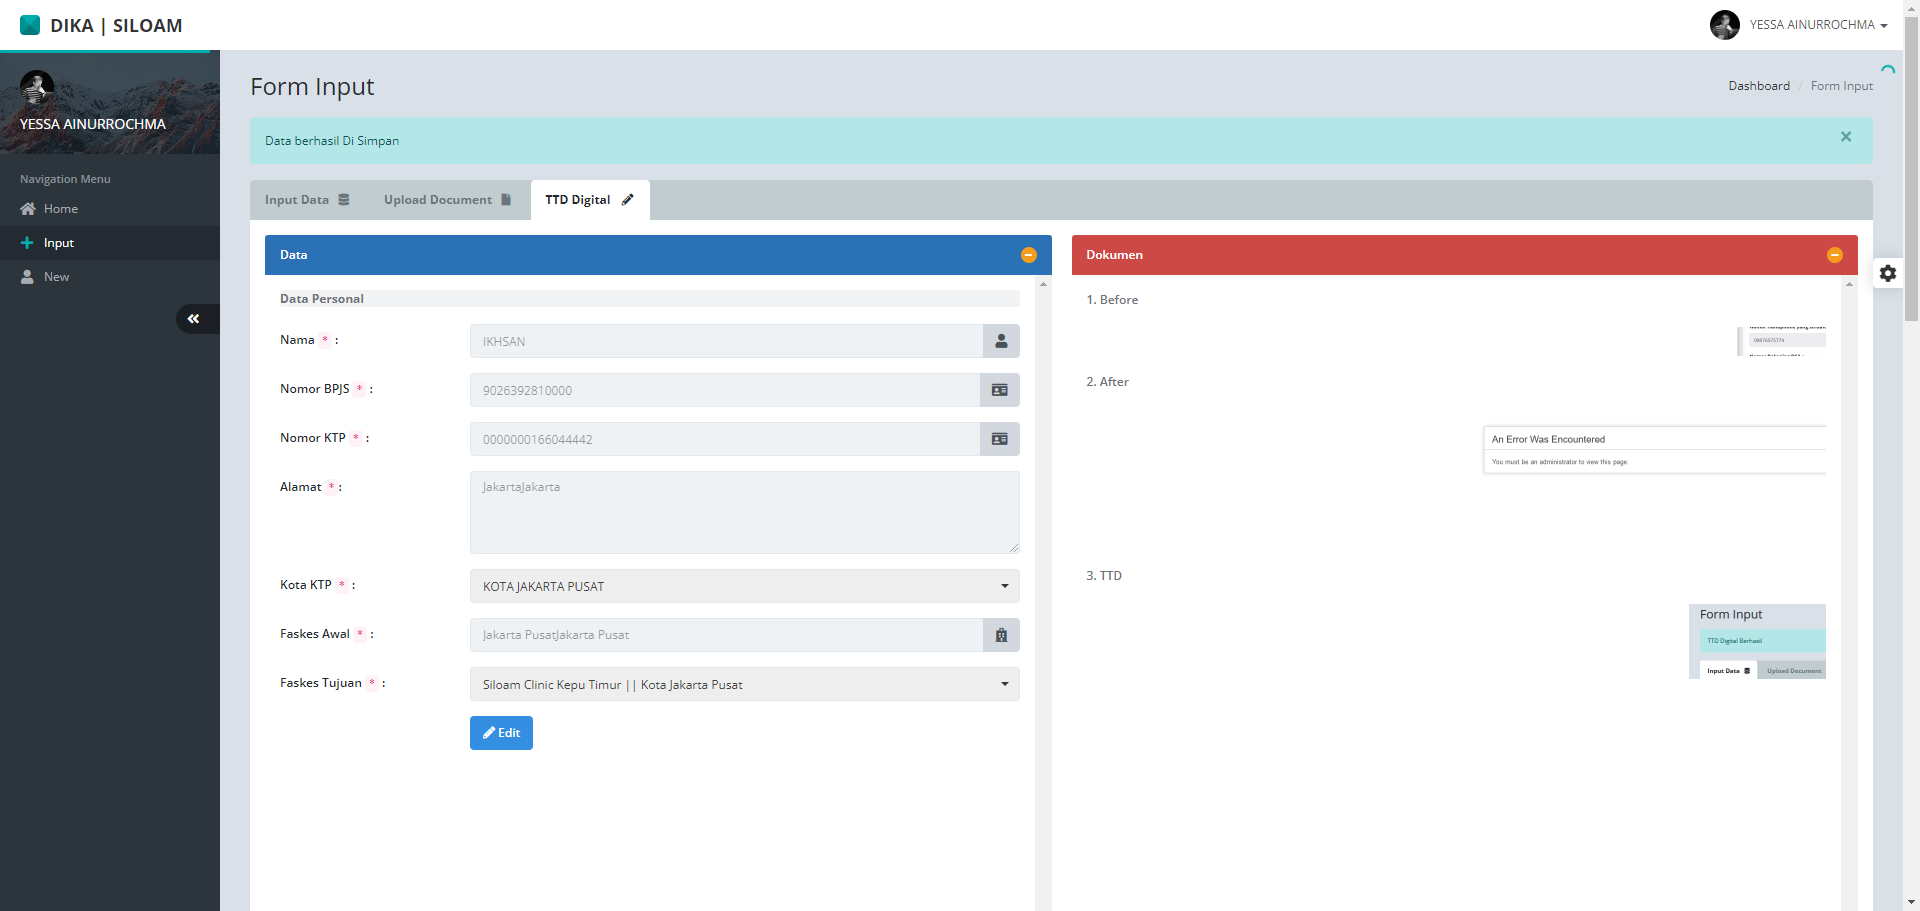 DIKA | SILOAM
YESSA AINURROCHMA
YESSA AINURROCHMA
Navigation Menu
Home
Input
New
Form Input
Dashboard / Form Input
Data berhasil Di Simpan
×
Input Data
Upload Document
TTD Digital
Data
Data Personal
Nama * :
IKHSAN
Nomor BPJS * :
9026392810000
Nomor KTP * :
0000000166044442
Alamat * :
JakartaJakarta
Kota KTP * :
KOTA JAKARTA PUSAT
Faskes Awal * :
Jakarta PusatJakarta Pusat
Faskes Tujuan * :
Siloam Clinic Kepu Timur || Kota Jakarta Pusat
Edit
Dokumen
1. Before
08976575774
2. After
An Error Was Encountered
You must be an administrator to view this page.
3. TTD
Form Input
TTD Digital Berhasil
Input Data
Upload Document